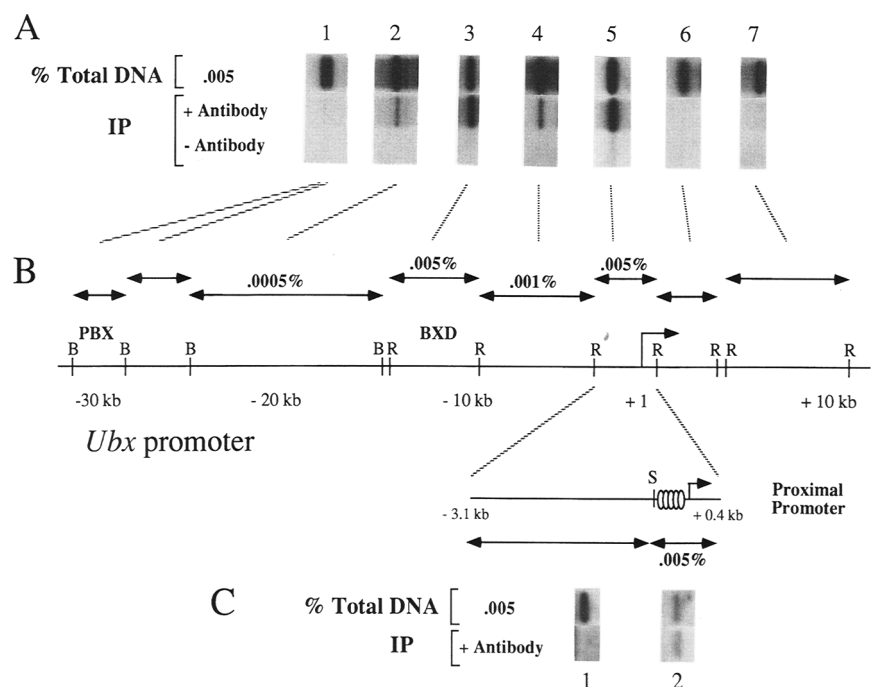 A
1 2 3 4 5 6 7
% Total DNA .005
IP + Antibody
- Antibody
B
.0005% .005% .001% .005%
PBX BXD
B B B B R R R R R R R
-30 kb - 20 kb - 10 kb + 1 + 10 kb
Ubx promoter
S
- 3.1 kb + 0.4 kb
Proximal
Promoter
.005%
C
% Total DNA .005
IP + Antibody
1 2